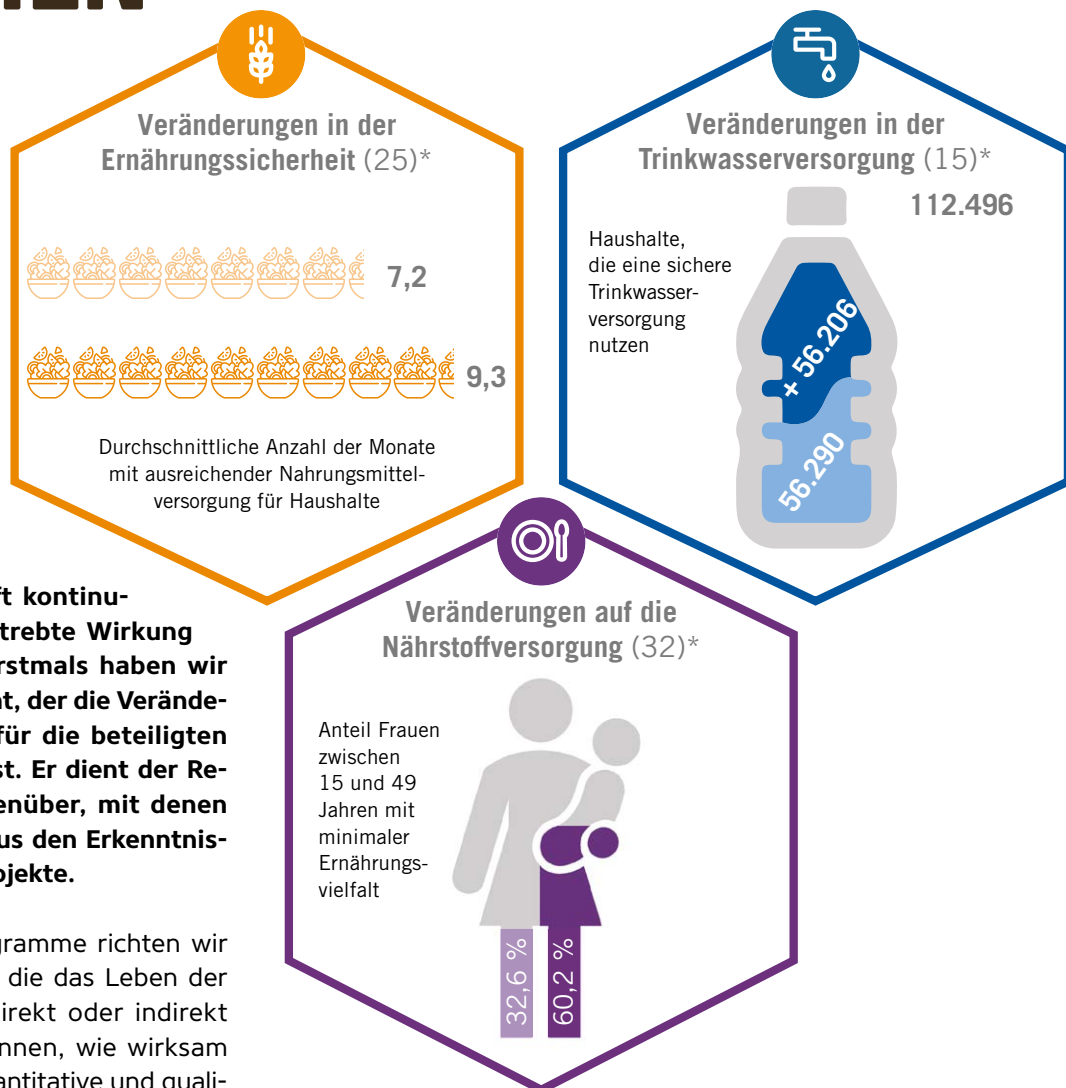 Veränderungen in der
Ernährungssicherheit (25)*
7,2
9,3
Durchschnittliche Anzahl der Monate
mit ausreichender Nahrungsmittel-
versorgung für Haushalte
Veränderungen in der
Trinkwasserversorgung (15)*
112.496
Haushalte,
die eine sichere
Trinkwasser-
versorgung
nutzen
+ 56.206
56.290
Veränderungen auf die
Nährstoffversorgung (32)*
Anteil Frauen
zwischen
15 und 49
Jahren mit
minimaler
Ernährungs-
vielfalt
32,6 %
60,2 %
ft kontinu-
trebte Wirkung
rstmals haben wir
t, der die Verände-
für die beteiligten
st. Er dient der Re-
enüber, mit denen
us den Erkenntnis-
ojekte.
gramme richten wir
die das Leben der
irekt oder indirekt
nnen, wie wirksam
antitative und quali-